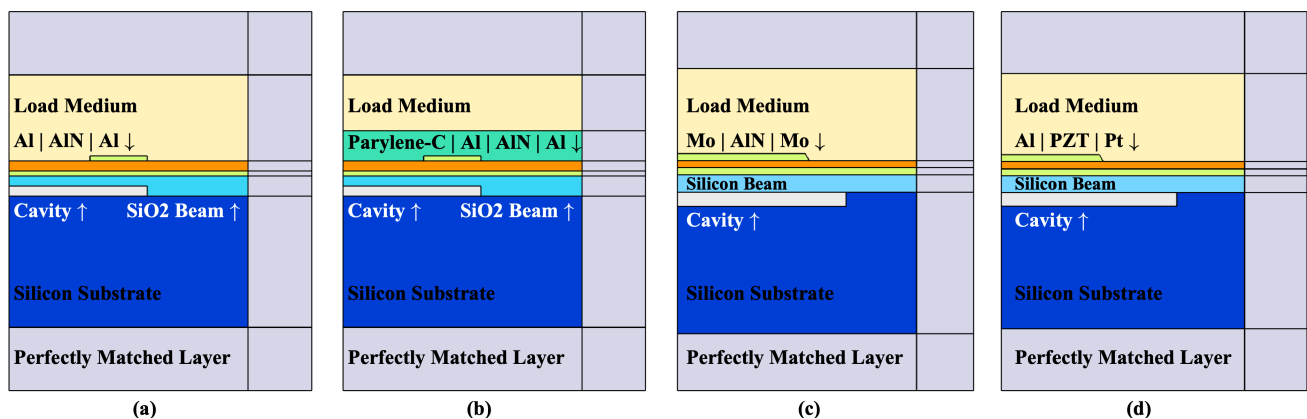 Load Medium
Al | AlN | Al ↓
Cavity ↑ SiO2 Beam ↑
Silicon Substrate
Perfectly Matched Layer
(a)
Load Medium
Parylene-C | Al | AlN | Al ↓
Cavity ↑ SiO2 Beam ↑
Silicon Substrate
Perfectly Matched Layer
(b)
Load Medium
Mo | AlN | Mo ↓
Silicon Beam
Cavity ↑
Silicon Substrate
Perfectly Matched Layer
(c)
Load Medium
Al | PZT | Pt ↓
Silicon Beam
Cavity ↑
Silicon Substrate
Perfectly Matched Layer
(d)